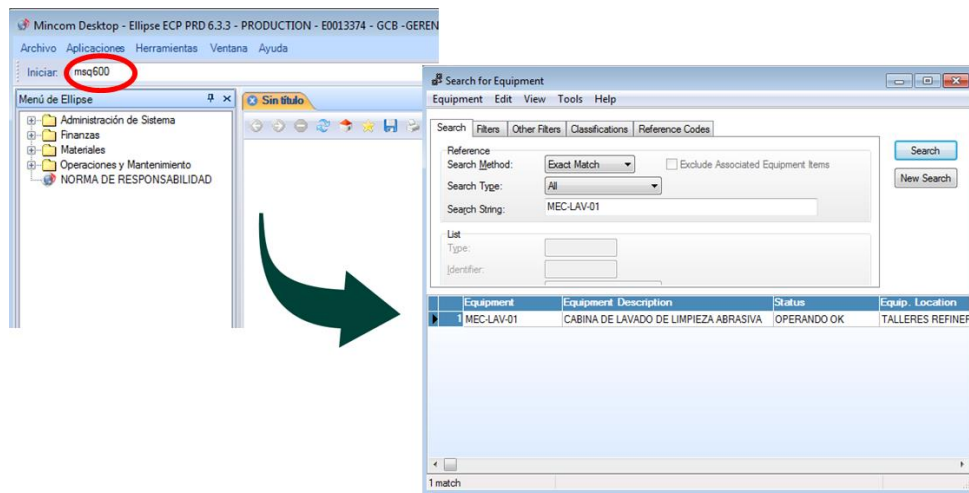 Mincom Desktop - Ellipse ECP PRD 6.3.3 - PRODUCTION - E0013374 - GCB -GEREN
Archivo Aplicaciones Herramientas Ventana Ayuda
Iniciar: msq600
Menú de Ellipse
Sin título
Administración de Sistema
Finanzas
Materiales
Operaciones y Mantenimiento
NORMA DE RESPONSABILIDAD
Search for Equipment
Equipment Edit View Tools Help
Search Filters Other Filters Classifications Reference Codes
Reference
Search Method: Exact Match Exclude Associated Equipment Items
Search Type: All
Search String: MEC-LAV-01
Search
New Search
List
Type:
Identifier:
Equipment Equipment Description Status Equip. Location
1 MEC-LAV-01 CABINA DE LAVADO DE LIMPIEZA ABRASIVA OPERANDO OK TALLERES REFINER
1 match